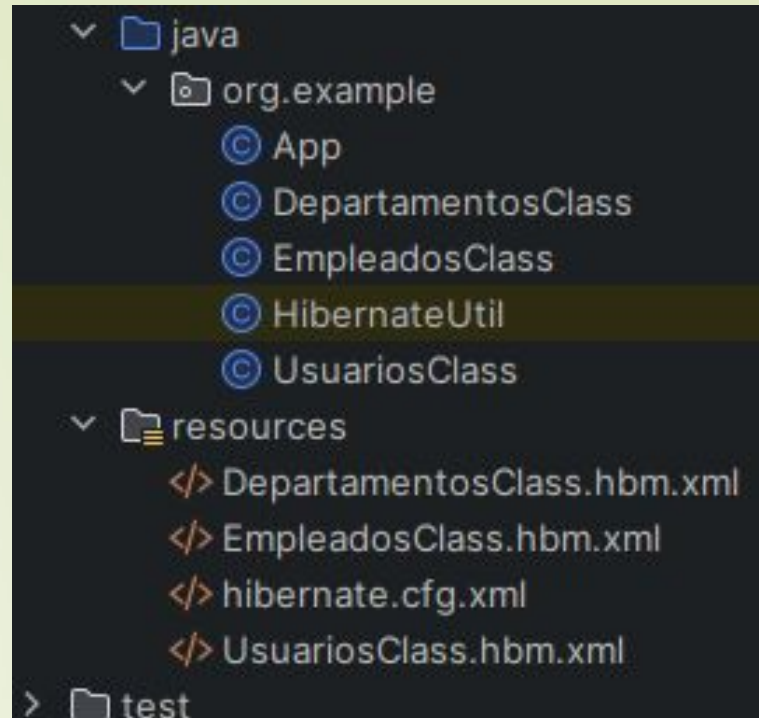 java
org.example
App
DepartamentosClass
EmpleadosClass
HibernateUtil
UsuariosClass
resources
DepartamentosClass.hbm.xml
EmpleadosClass.hbm.xml
hibernate.cfg.xml
UsuariosClass.hbm.xml
test